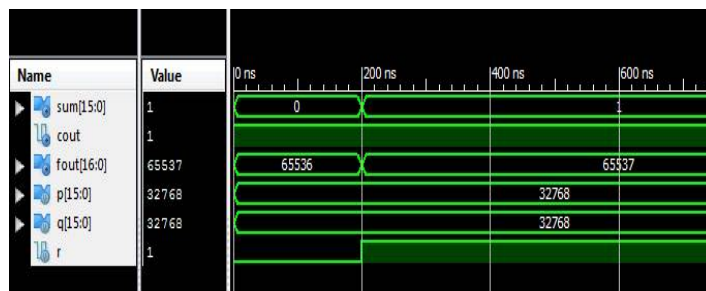 Name Value 0 ns 200 ns 400 ns 600 ns
sum[15:0] 1 0 1
cout 1
fout[16:0] 65537 65536 65537
p[15:0] 32768 32768
q[15:0] 32768 32768
r 1